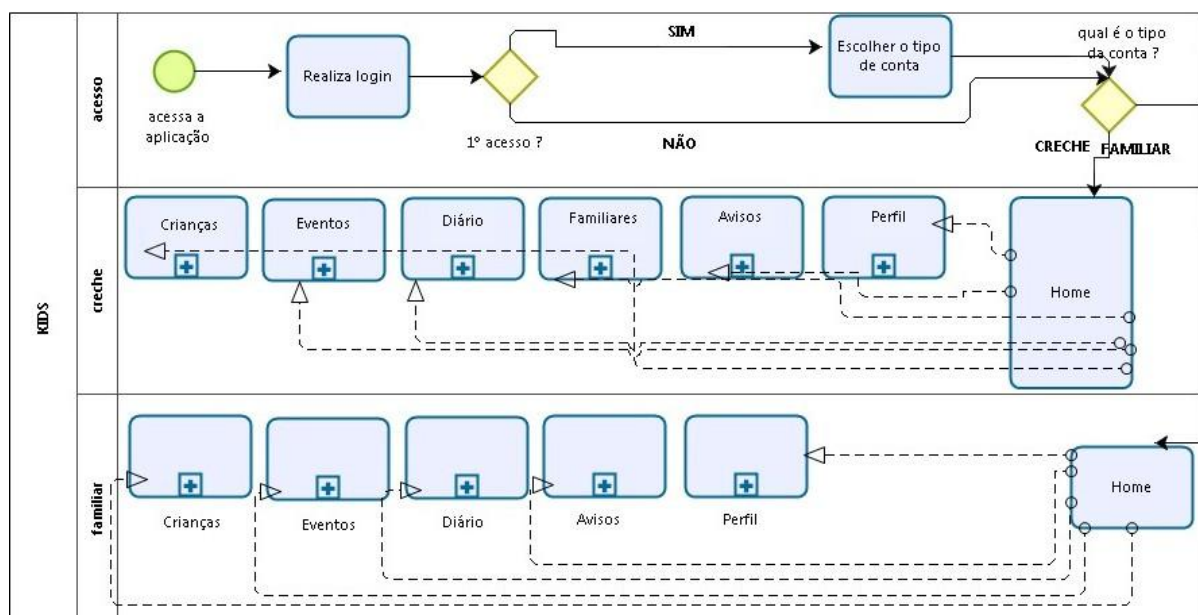 KIDS
acesso
acessa a
aplicação
Realiza login
1º acesso ?
SIM
NÃO
Escolher o tipo
de conta
qual é o tipo
da conta ?
CRECHE
FAMILIAR
creche
Crianças
Eventos
Diário
Familiares
Avisos
Perfil
Home
familiar
Crianças
Eventos
Diário
Avisos
Perfil
Home